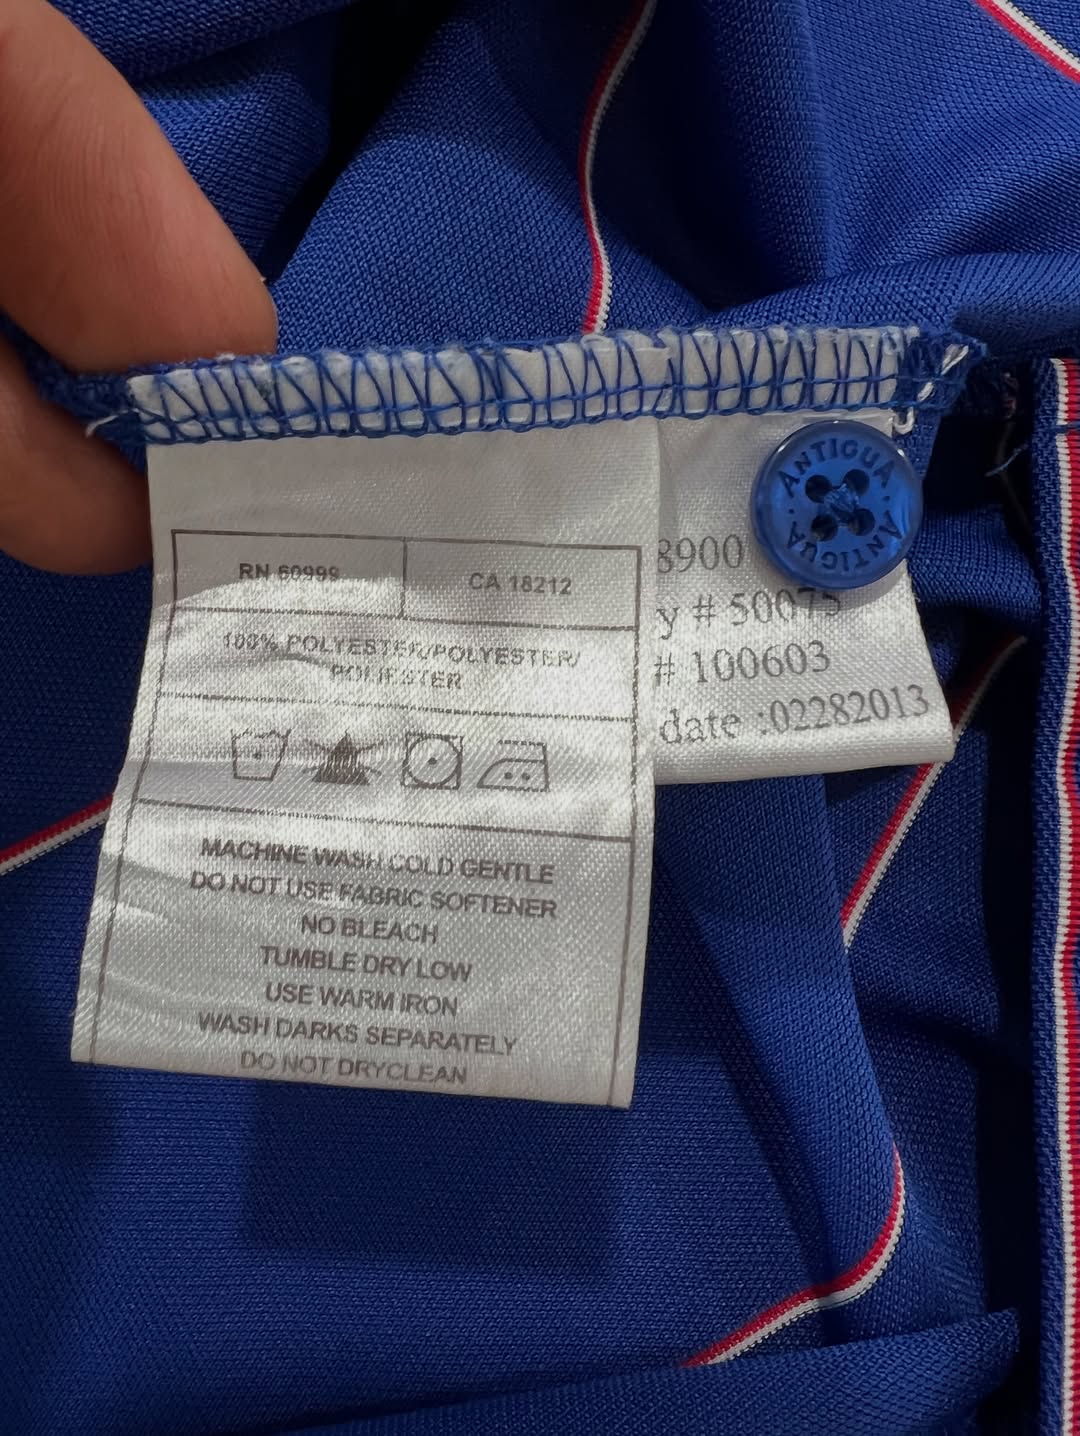 RN 60999
CA 18212
100% POLYESTER/POLYESTER/
POLIESTER
MACHINE WASH COLD GENTLE
DO NOT USE FABRIC SOFTENER
NO BLEACH
TUMBLE DRY LOW
USE WARM IRON
WASH DARKS SEPARATELY
DO NOT DRYCLEAN
ANTIGUA · ANTIGUA ·
8900
y # 50075
# 100603
date :02282013